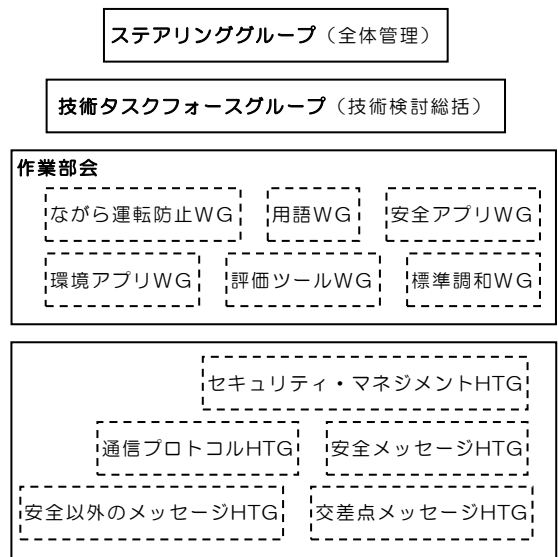 ステアリンググループ（全体管理）
技術タスクフォースグループ（技術検討総括）
作業部会
ながら運転防止WG 用語WG 安全アプリWG
環境アプリWG 評価ツールWG 標準調和WG
セキュリティ・マネジメントHTG
通信プロトコルHTG 安全メッセージHTG
安全以外のメッセージHTG 交差点メッセージHTG